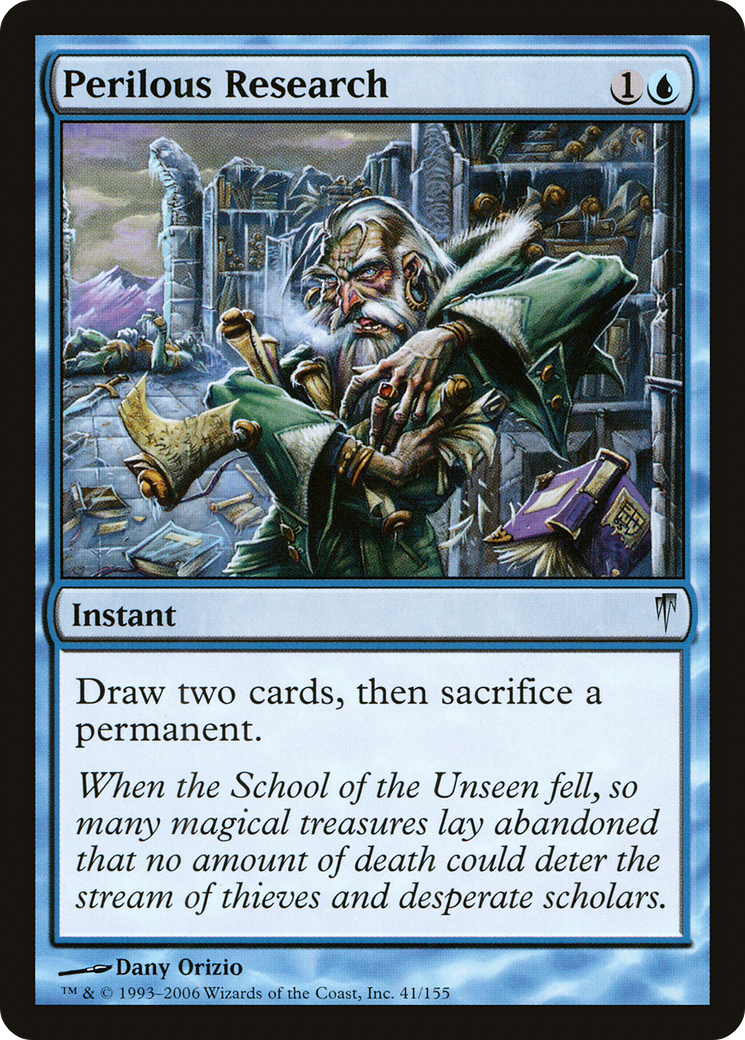 Perilous Research 1
Instant
Draw two cards, then sacrifice a
permanent.
When the School of the Unseen fell, so
many magical treasures lay abandoned
that no amount of death could deter the
stream of thieves and desperate scholars.
Dany Orizio
™ & © 1993–2006 Wizards of the Coast, Inc. 41/155